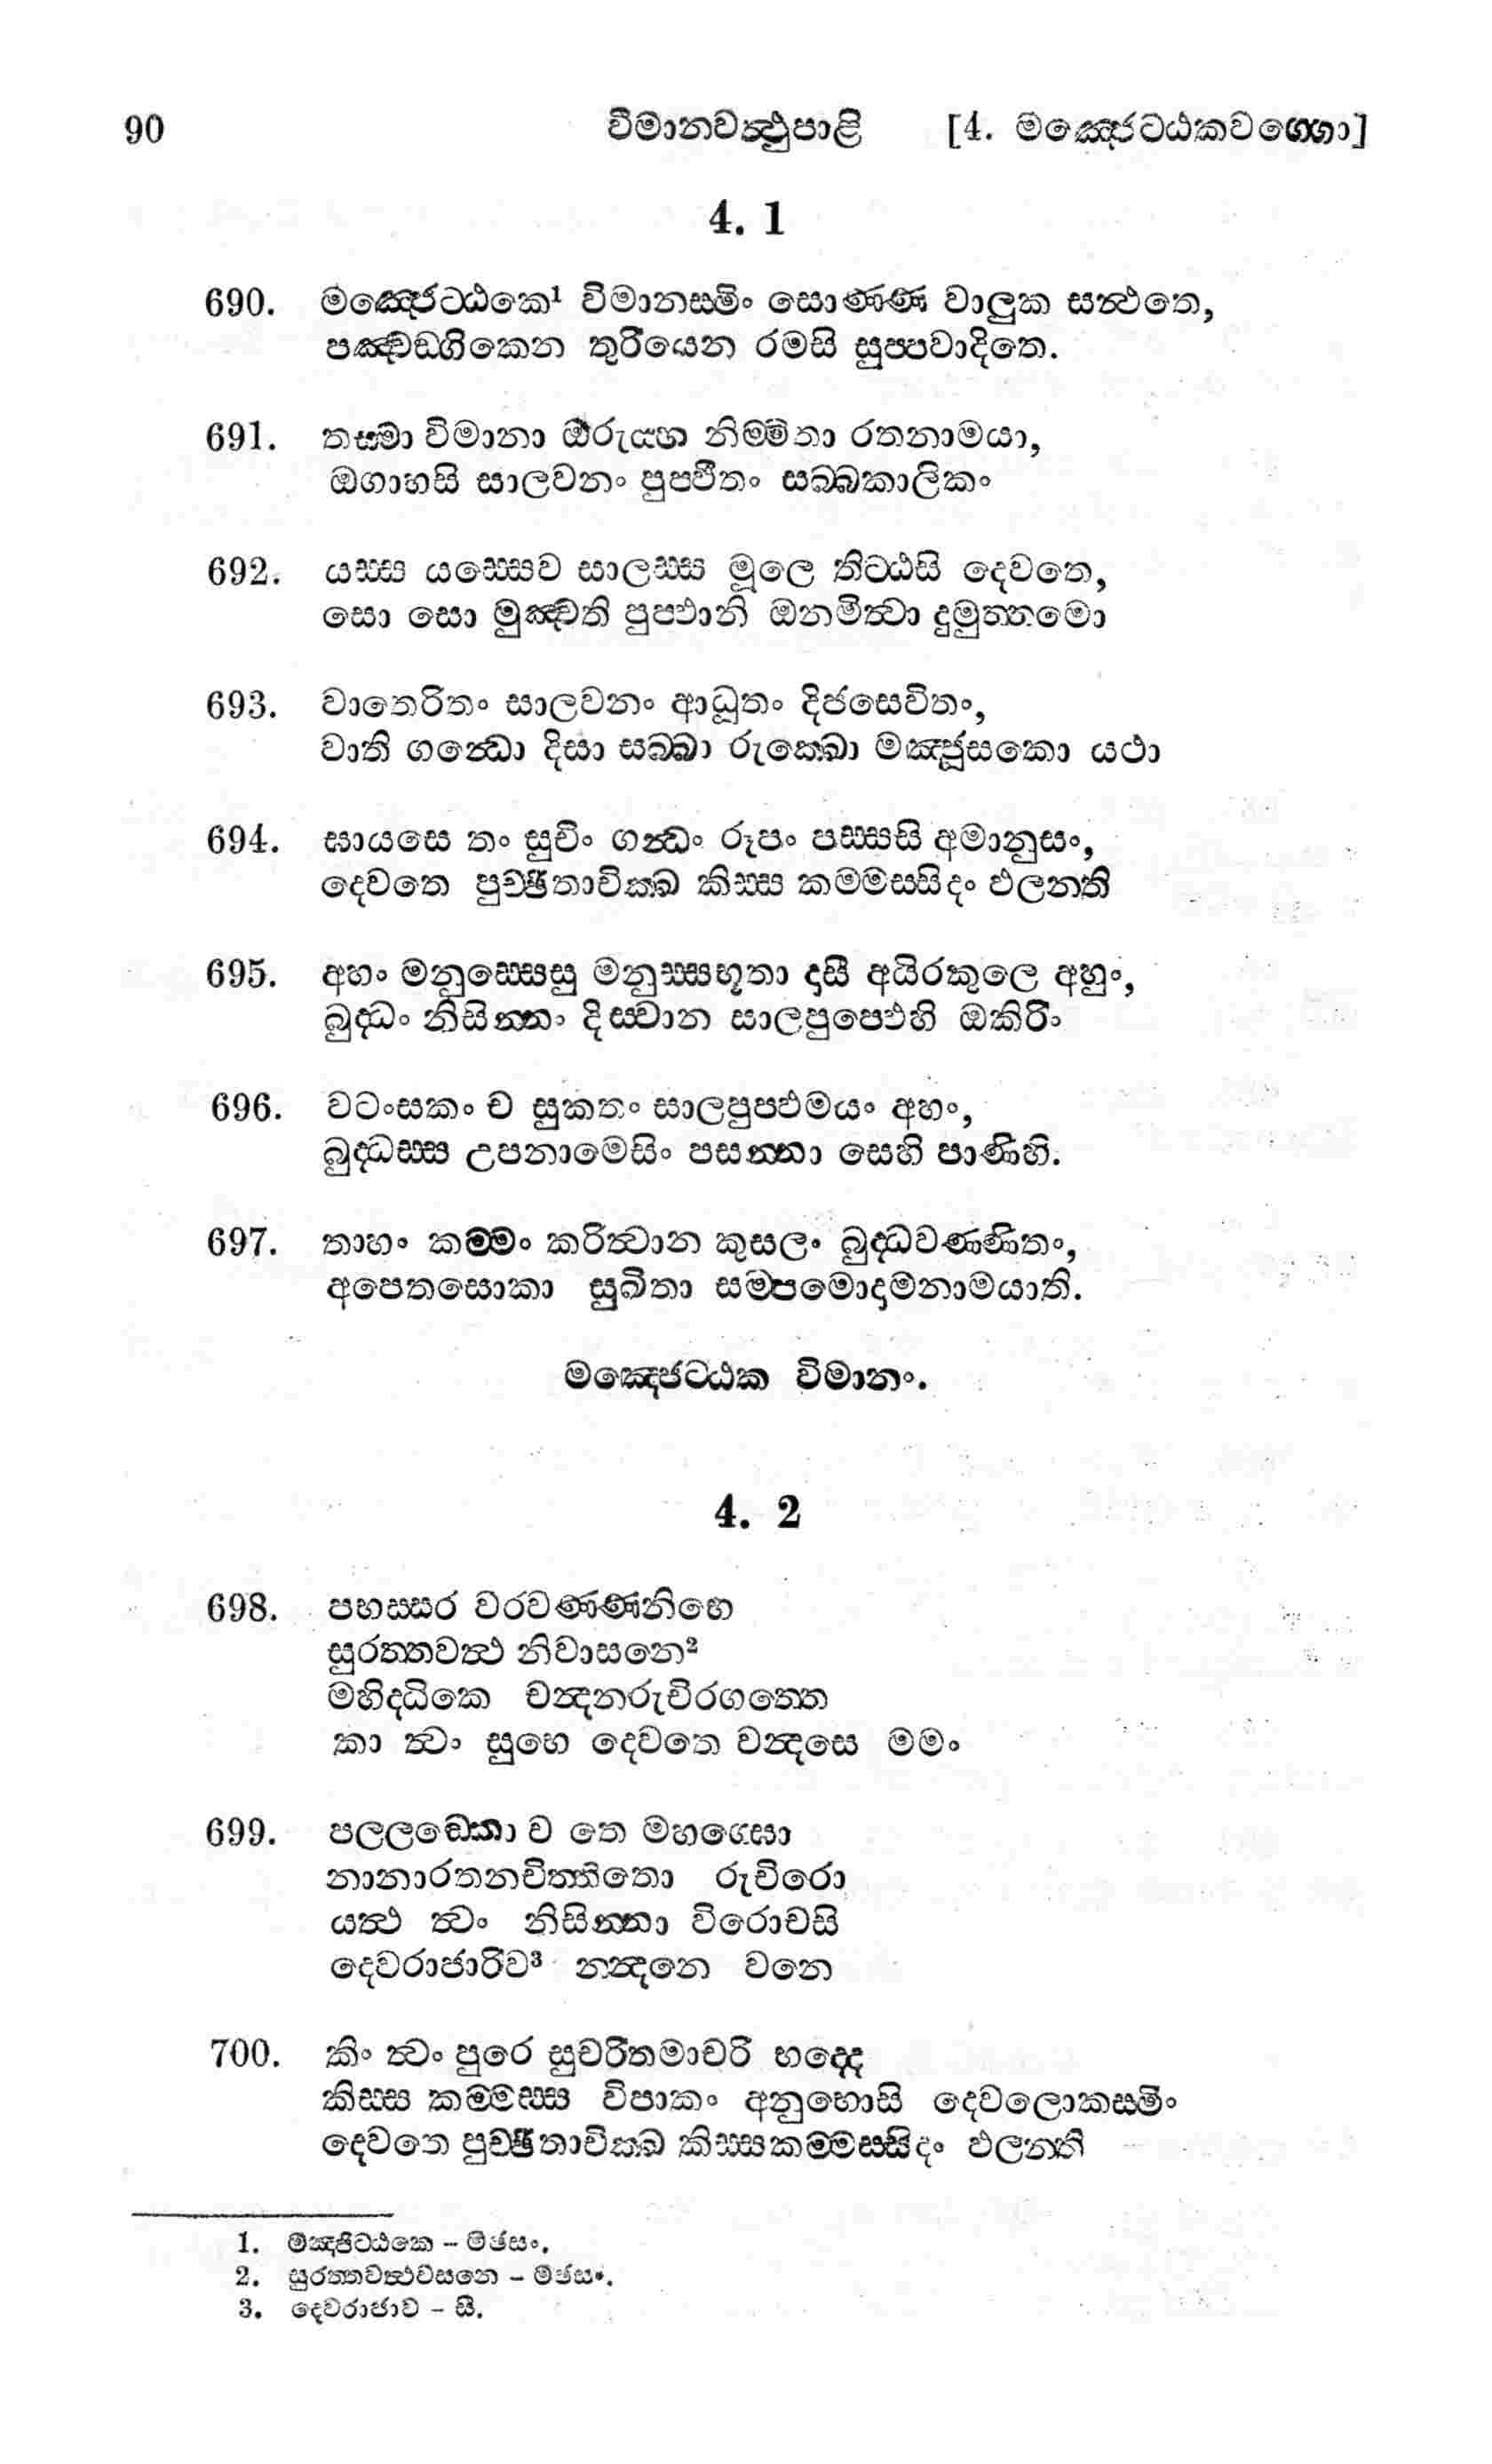 90 විමානවත්‍ථුපාළි [4. මඤ්ජෙට්ඨකවග්ගො]
4. 1
690. මඤ්ජෙට්ඨකෙ¹ විමානස්මිං සොණ්ණ වාලුක සන්‍ථතෙ,
පඤ්චඞ්ගිකෙන තුරියෙන රමසි සුප්පවාදිතෙ.
691. තස්මා විමානා ඔරුය්හ නිම්මිතා රතනාමයා,
ඔගාහසි සාලවනං පුප්ඵිතං සබ්බකාලිකං
692. යස්ස යස්සෙව සාලස්ස මූලෙ තිට්ඨසි දෙවතෙ,
සො සො මුඤ්චති පුප්ඵානි ඔනමිත්‍වා දුමුත්තමො
693. වාතෙරිතං සාලවනං ආධූතං දිජසෙවිතං,
වාති ගන්‍ධො දිසා සබ්බා රුක්ඛො මඤ්ජූසකො යථා
694. ඝායසෙ තං සුචිං ගන්‍ධං රූපං පස්සසි අමානුසං,
දෙවතෙ පුච්ඡිතාචික්ඛ කිස්ස කම්මස්සිදං ඵලන්ති
695. අහං මනුස්සෙසු මනුස්සභූතා දාසී අයිරකුලෙ අහුං,
බුද්ධං නිසින්නං දිස්වාන සාලපුප්ඵෙහි ඔකිරිං
696. වටංසකං ච සුකතං සාලපුප්ඵමයං අහං,
බුද්ධස්ස උපනාමෙසිං පසන්නා සෙහි පාණිහි.
697. තාහං කම්මං කරිත්‍වාන කුසලං බුද්ධවණ්ණිතං,
අපෙතසොකා සුඛිතා සම්පමොදාමනාමයාති.
මඤ්ජෙට්ඨක විමානං.
4. 2
698. පභස්සර වරවණ්ණනිභෙ
සුරත්තවත්‍ථ නිවාසනෙ²
මහිද්ධිකෙ චන්‍දනරුචිරගත්තෙ
කා ත්‍වං සුභෙ දෙවතෙ වන්‍දසෙ මමං
699. පල්ලඞ්කො ව තෙ මහග්ඝො
නානාරතනචිත්තිතො රුචිරො
යත්‍ථ ත්‍වං නිසින්නා විරොචසි
දෙවරාජාරිව³ නන්‍දනෙ වනෙ
700. කිං ත්‍වං පුරෙ සුචරිතමාචරී භද්දෙ
කිස්ස කම්මස්ස විපාකං අනුභොසි දෙවලොකස්මිං
දෙවතෙ පුච්ඡිතාචික්ඛ කිස්සකම්මස්සිදං ඵලන්ති
1. මඤ්ජිට්ඨකෙ – මඡසං.
2. සුරත්තවත්‍ථවසනෙ – මඡසං.
3. දෙවරාජාව – සී.